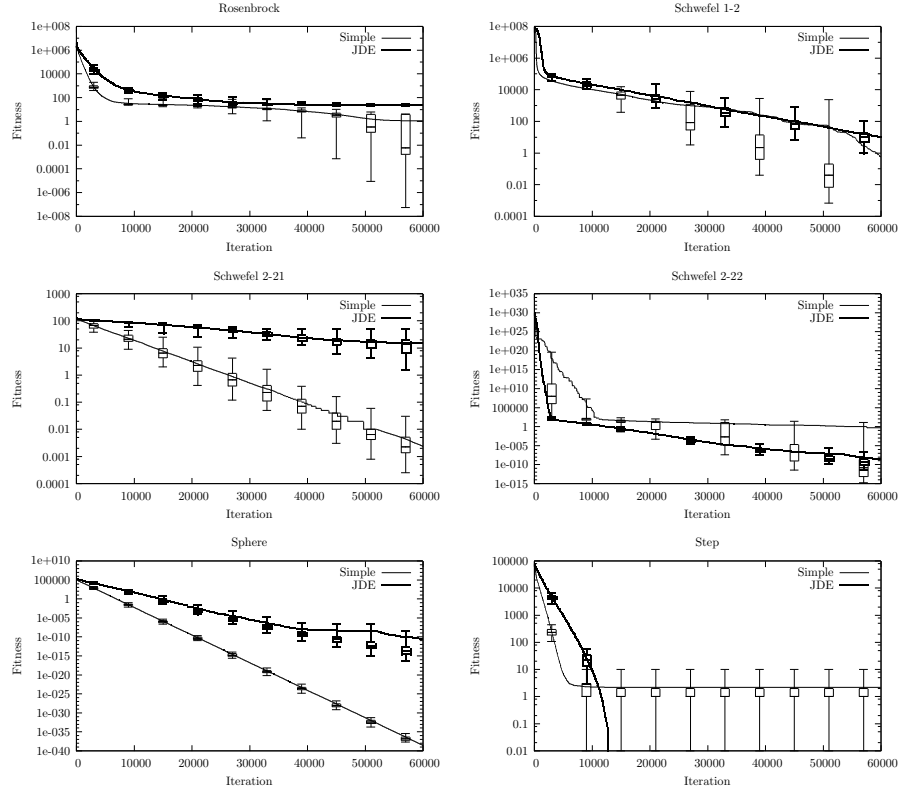 Rosenbrock
1e+008
1e+006
10000
100
1
0.01
0.0001
1e-006
1e-008
Fitness
Simple
JDE
0 10000 20000 30000 40000 50000 60000
Iteration
Schwefel 1-2
1e+008
1e+006
10000
100
1
0.01
0.0001
Fitness
Simple
JDE
0 10000 20000 30000 40000 50000 60000
Iteration
Schwefel 2-21
1000
100
10
1
0.1
0.01
0.001
0.0001
Fitness
Simple
JDE
0 10000 20000 30000 40000 50000 60000
Iteration
Schwefel 2-22
1e+035
1e+030
1e+020
1e+010
100000
1
1e-005
1e-010
1e-015
Fitness
Simple
JDE
0 10000 20000 30000 40000 50000 60000
Iteration
Sphere
1e+010
100000
1
1e-005
1e-010
1e-015
1e-020
1e-025
1e-030
1e-035
1e-040
Fitness
Simple
JDE
0 10000 20000 30000 40000 50000 60000
Iteration
Step
100000
10000
1000
100
10
1
0.1
0.01
Fitness
Simple
JDE
0 10000 20000 30000 40000 50000 60000
Iteration